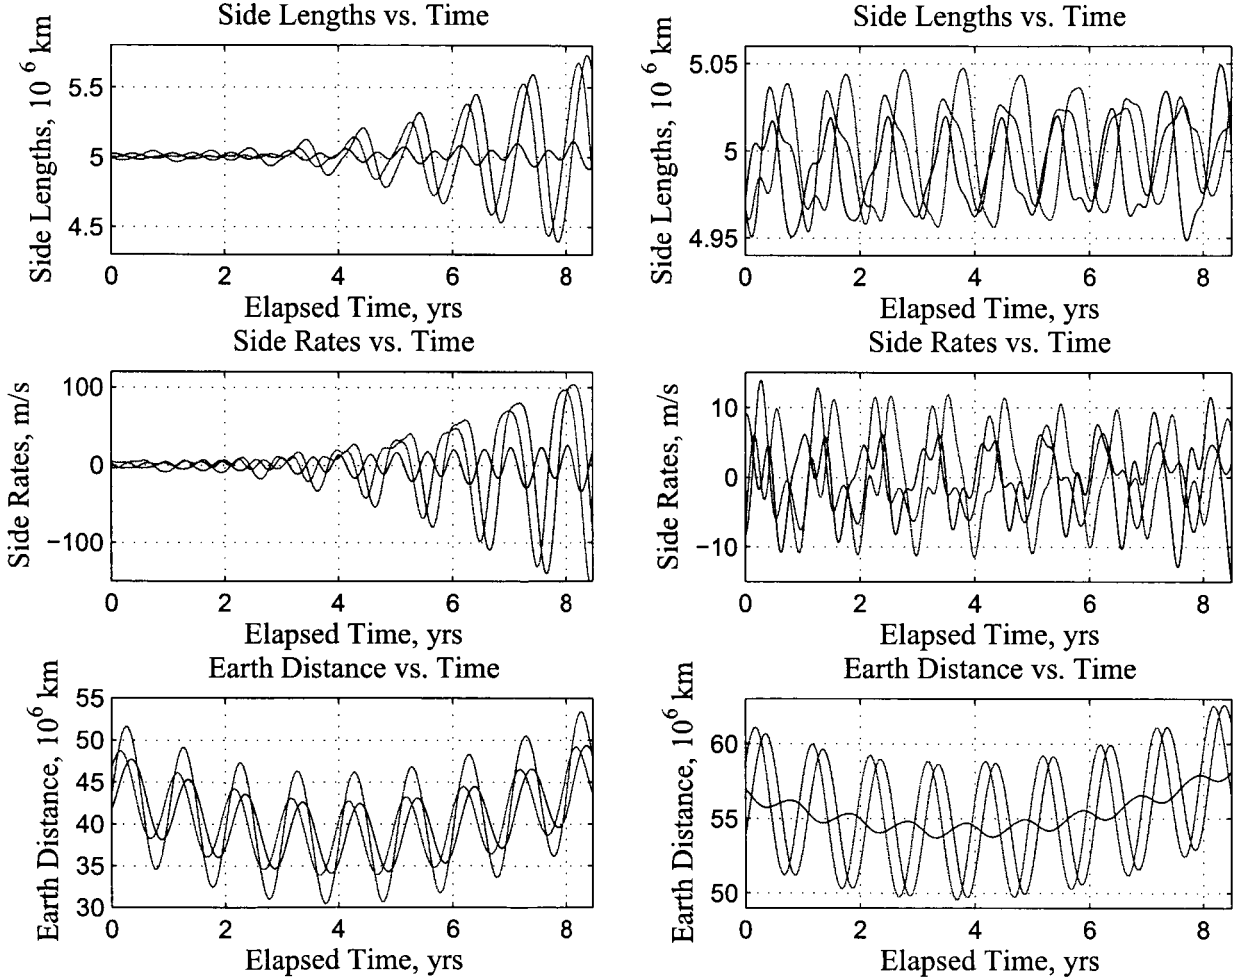 Side Lengths vs. Time
Side Lengths, 10 6 km
5.5
5
4.5
0 2 4 6 8
Elapsed Time, yrs
Side Lengths vs. Time
Side Lengths, 10 6 km
5.05
5
4.95
0 2 4 6 8
Elapsed Time, yrs
Side Rates vs. Time
Side Rates, m/s
100
0
−100
0 2 4 6 8
Elapsed Time, yrs
Side Rates vs. Time
Side Rates, m/s
10
0
−10
0 2 4 6 8
Elapsed Time, yrs
Earth Distance vs. Time
Earth Distance, 10⁶ km
55
50
45
40
35
30
0 2 4 6 8
Elapsed Time, yrs
Earth Distance vs. Time
Earth Distance, 10⁶ km
60
55
50
0 2 4 6 8
Elapsed Time, yrs